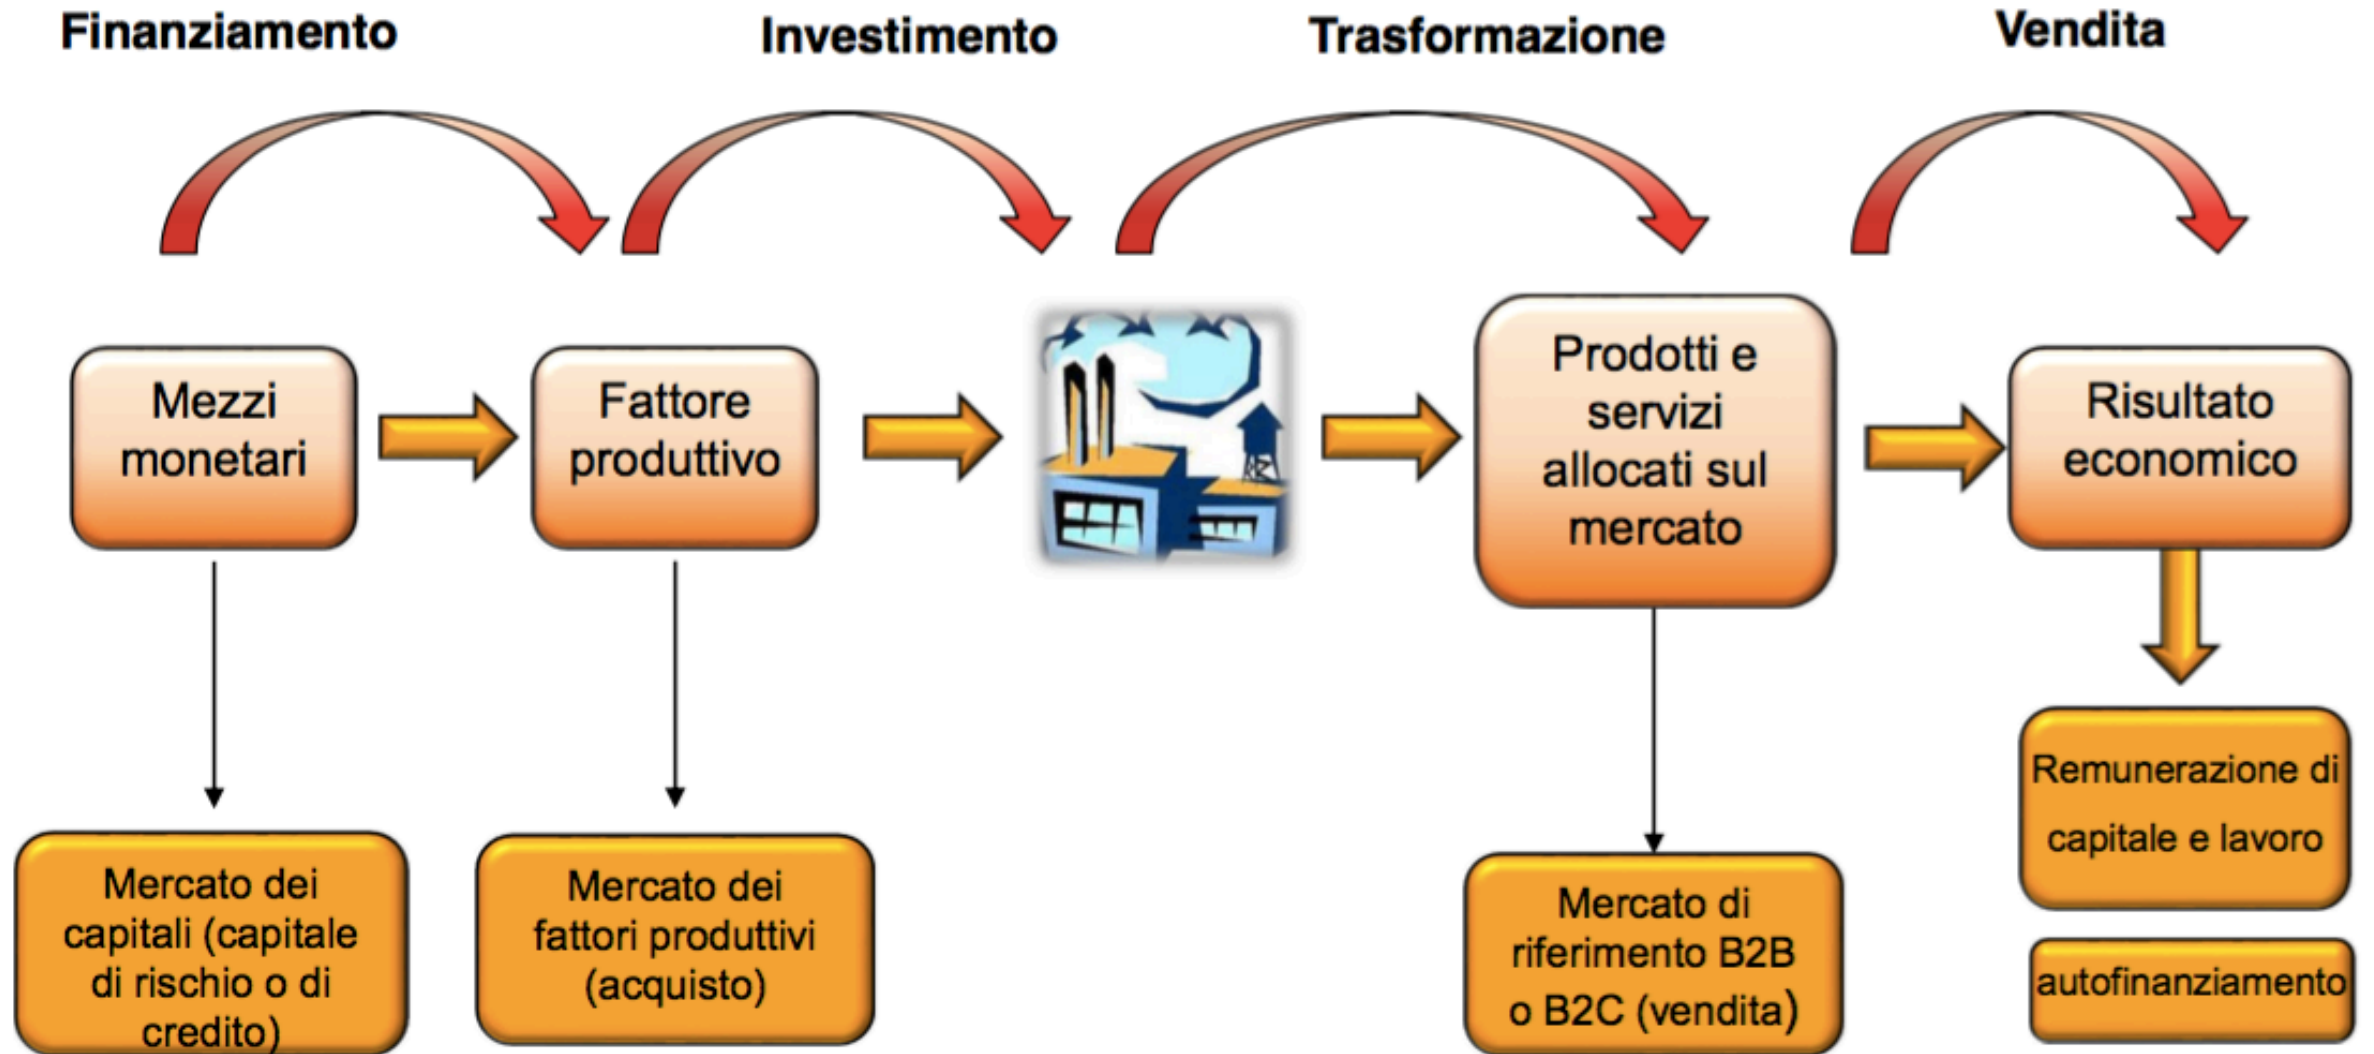 Finanziamento
Investimento
Trasformazione
Vendita
Mezzi
monetari
Fattore
produttivo
Prodotti e
servizi
allocati sul
mercato
Risultato
economico
Mercato dei
capitali (capitale
di rischio o di
credito)
Mercato dei
fattori produttivi
(acquisto)
Mercato di
riferimento B2B
o B2C (vendita)
Remunerazione di
capitale e lavoro
autofinanziamento